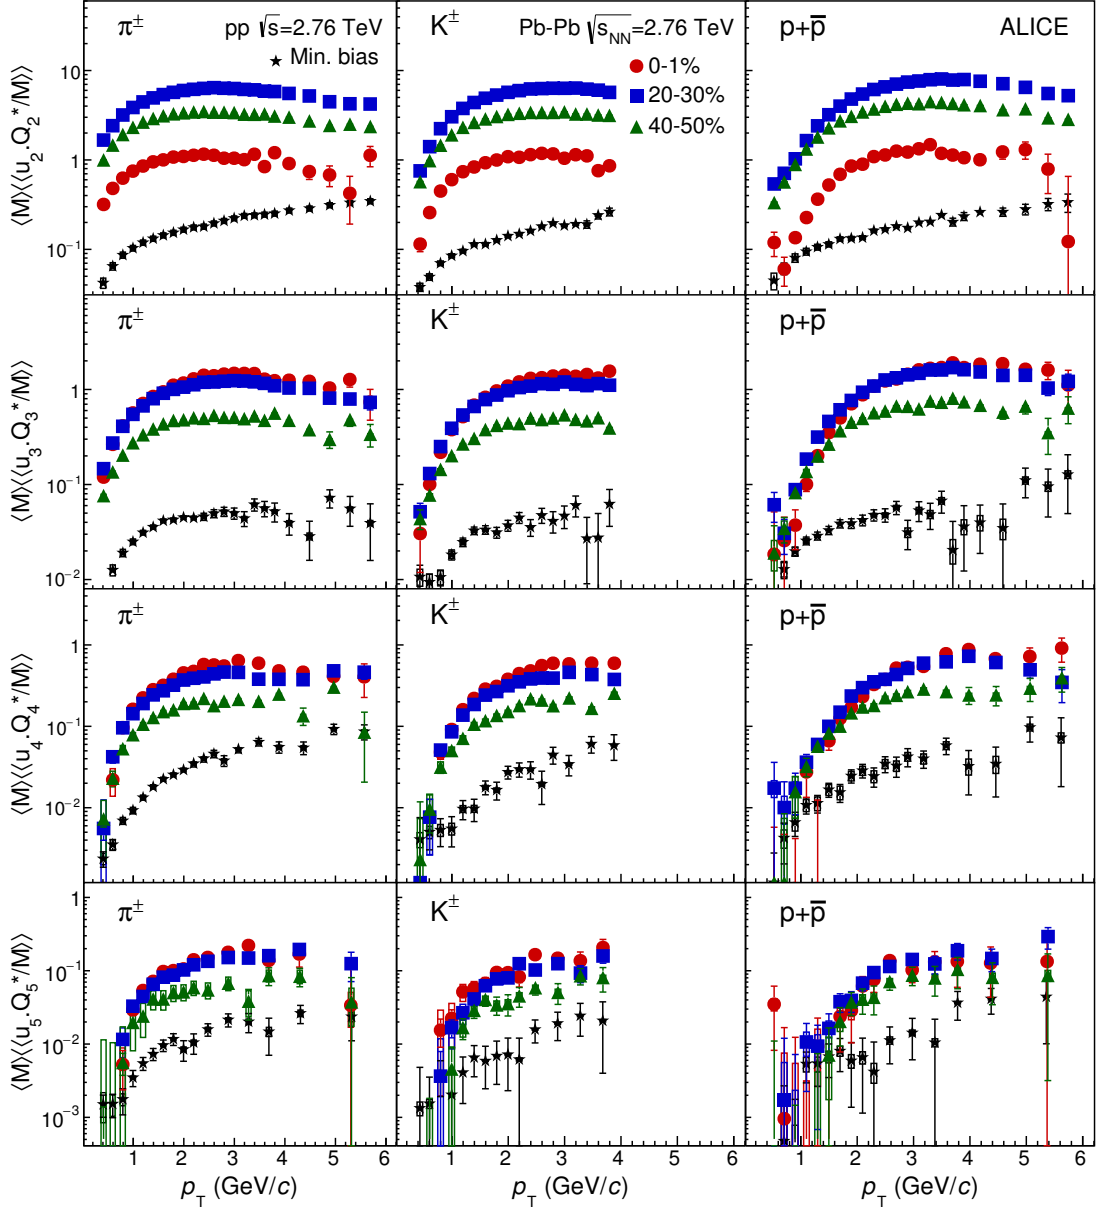 π± pp √s=2.76 TeV K± Pb-Pb √sNN=2.76 TeV p+p̄ ALICE
★ Min. bias
0-1%
20-30%
40-50%
⟨M⟩⟨⟨u₂.Q₂*/M⟩⟩
10
1
10⁻¹
π± K± p+p̄
⟨M⟩⟨⟨u₃.Q₃*/M⟩⟩
1
10⁻¹
10⁻²
π± K± p+p̄
⟨M⟩⟨⟨u₄.Q₄*/M⟩⟩
1
10⁻¹
10⁻²
π± K± p+p̄
⟨M⟩⟨⟨u₅.Q₅*/M⟩⟩
1
10⁻¹
10⁻²
10⁻³
1 2 3 4 5 6 1 2 3 4 5 6 1 2 3 4 5 6
pT (GeV/c) pT (GeV/c) pT (GeV/c)